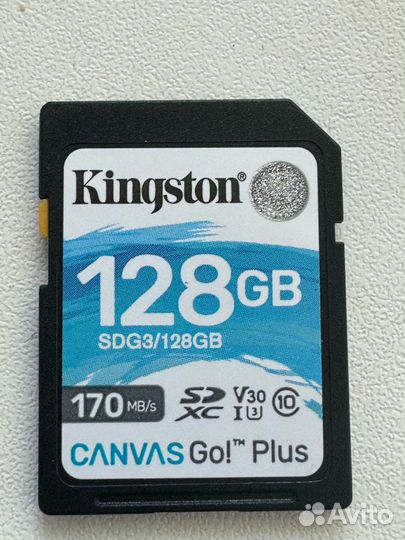 Kingston®
128GB
SDG3/128GB
170 MB/s SD XC V30 I U3 10
CANVAS Go!™ Plus
Avito